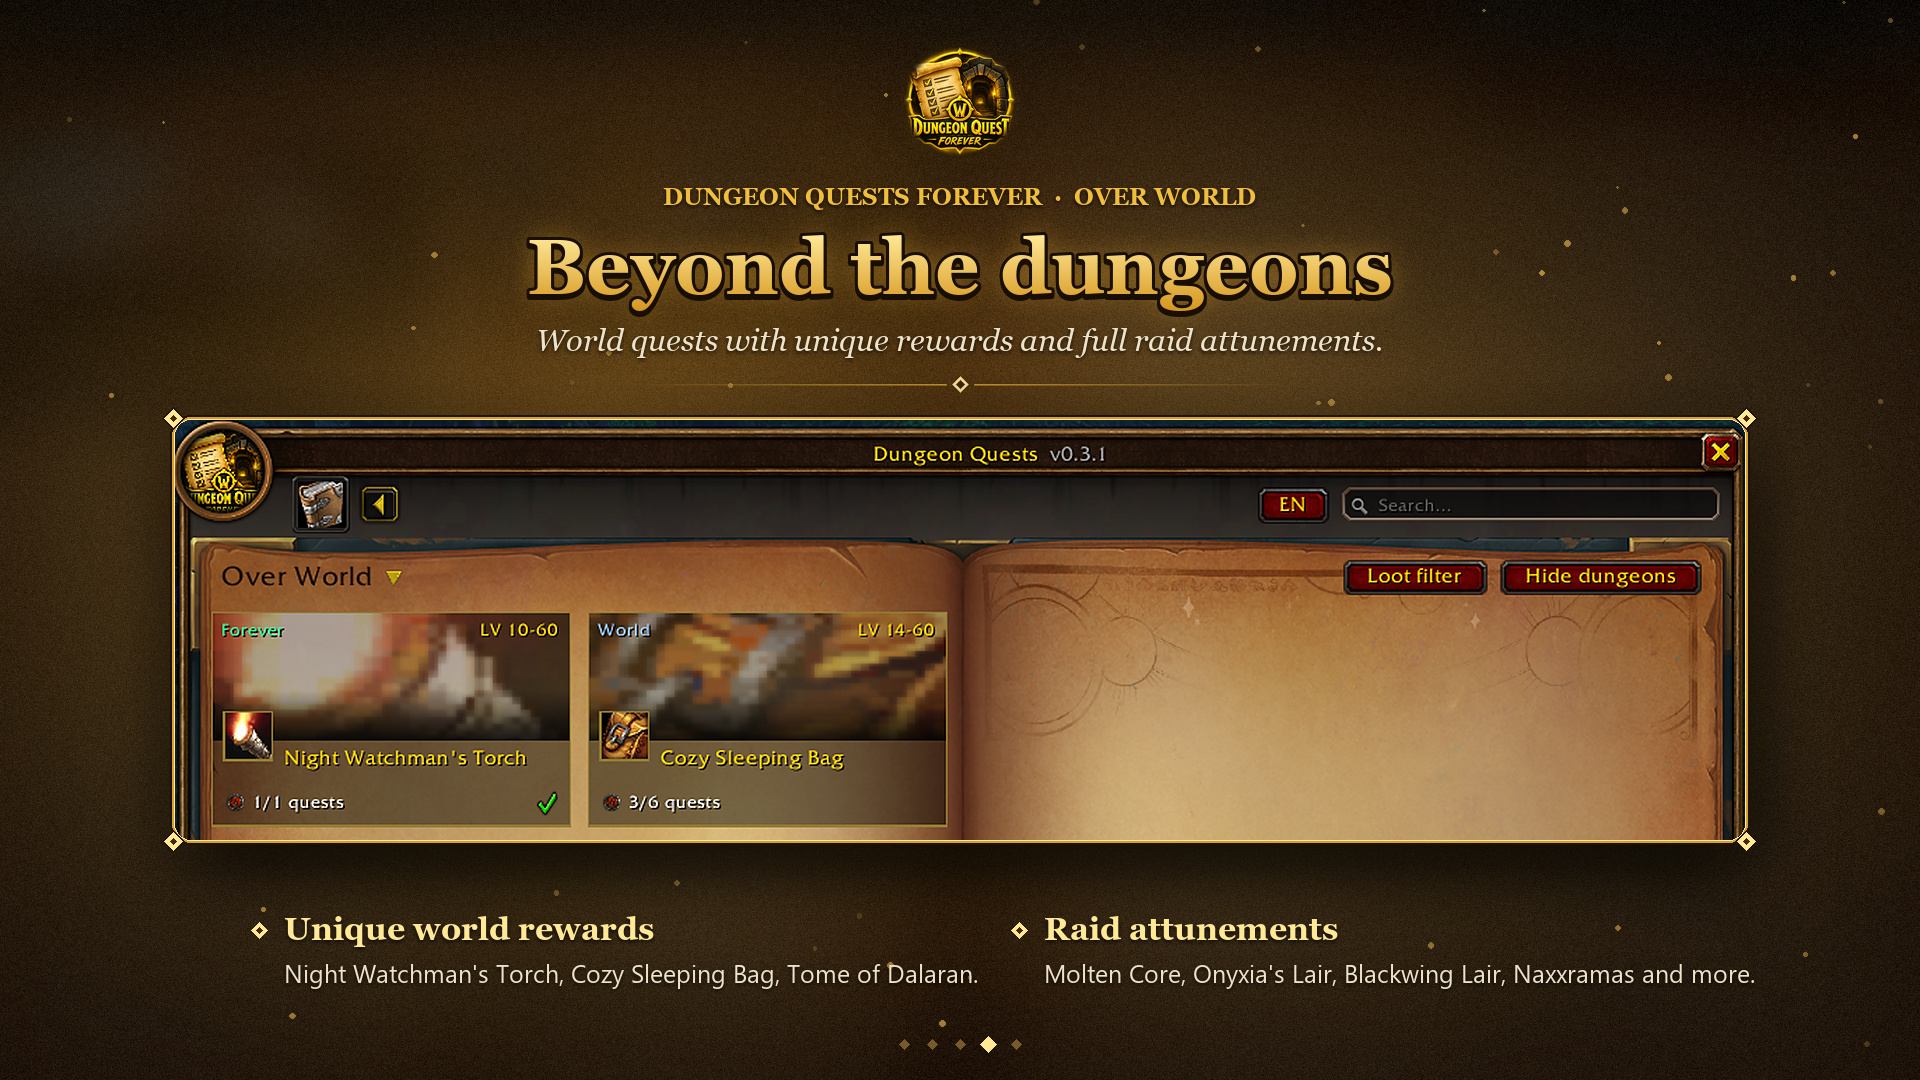 DUNGEON QUEST
FOREVER
DUNGEON QUESTS FOREVER · OVER WORLD
Beyond the dungeons
World quests with unique rewards and full raid attunements.
Dungeon Quests v0.3.1
EN
Search...
Over World
Loot filter
Hide dungeons
Forever
LV 10-60
World
LV 14-60
Night Watchman's Torch
Cozy Sleeping Bag
1/1 quests
3/6 quests
Unique world rewards
Night Watchman's Torch, Cozy Sleeping Bag, Tome of Dalaran.
Raid attunements
Molten Core, Onyxia's Lair, Blackwing Lair, Naxxramas and more.